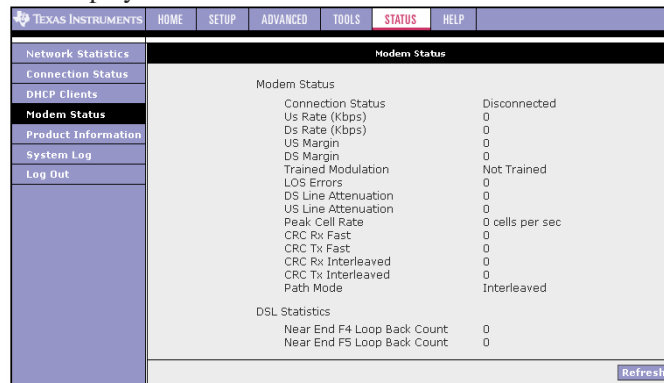 TEXAS INSTRUMENTS HOME SETUP ADVANCED TOOLS STATUS HELP
Network Statistics
Connection Status
DHCP Clients
Modem Status
Product Information
System Log
Log Out
Modem Status
Modem Status
Connection Status Disconnected
Us Rate (Kbps) 0
Ds Rate (Kbps) 0
US Margin 0
DS Margin 0
Trained Modulation Not Trained
LOS Errors 0
DS Line Attenuation 0
US Line Attenuation 0
Peak Cell Rate 0 cells per sec
CRC Rx Fast 0
CRC Tx Fast 0
CRC Rx Interleaved 0
CRC Tx Interleaved 0
Path Mode Interleaved
DSL Statistics
Near End F4 Loop Back Count 0
Near End F5 Loop Back Count 0
Refresh